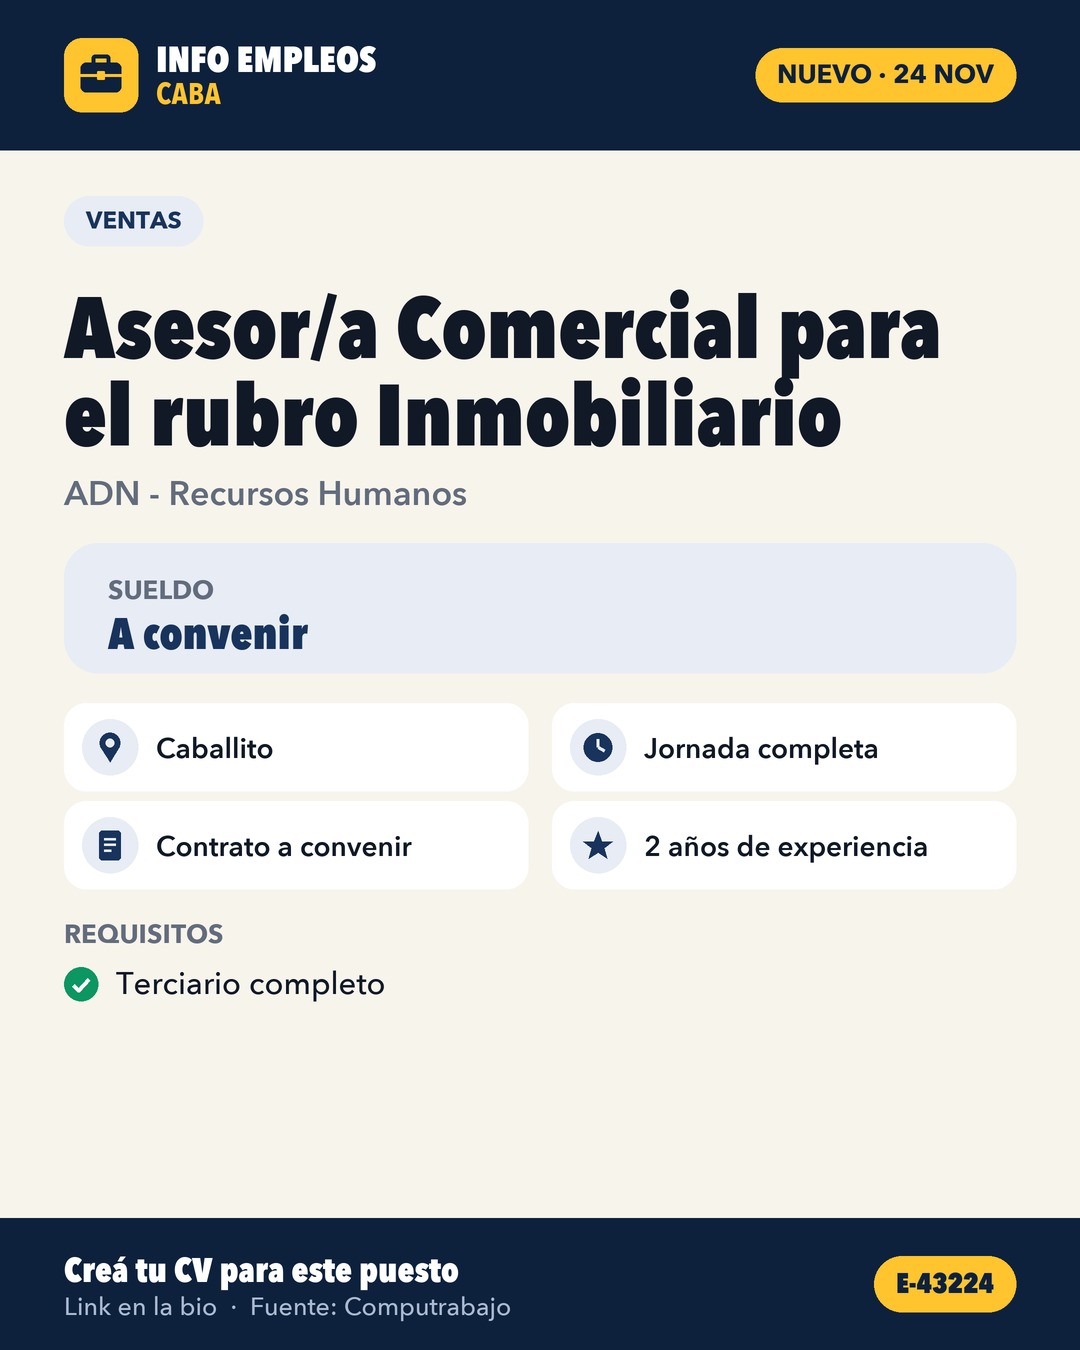 INFO EMPLEOS
CABA
NUEVO · 24 NOV
VENTAS
Asesor/a Comercial para
el rubro Inmobiliario
ADN - Recursos Humanos
SUELDO
A convenir
Caballito
Jornada completa
Contrato a convenir
2 años de experiencia
REQUISITOS
Terciario completo
Creá tu CV para este puesto
Link en la bio · Fuente: Computrabajo
E-43224